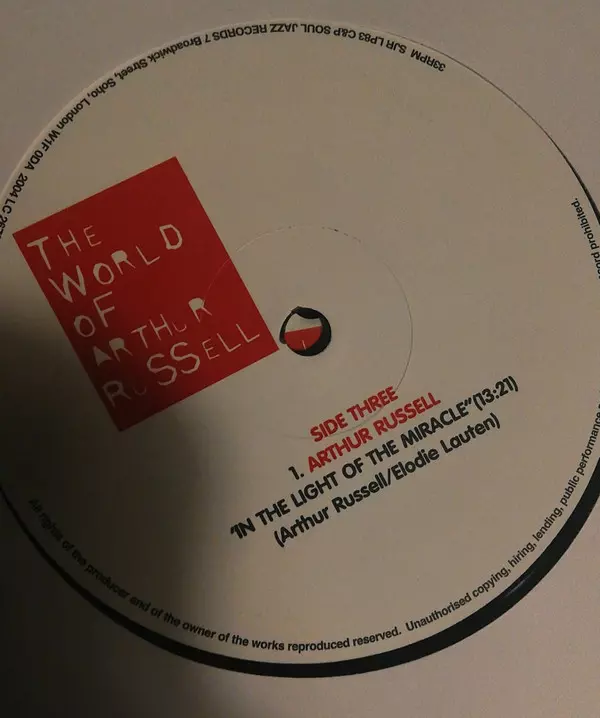 THE
WORLD
OF
ARTHUR
RUSSELL
SIDE THREE
1. ARTHUR RUSSELL
"IN THE LIGHT OF THE MIRACLE" (13:21)
(Arthur Russell/Elodie Lauten)
33RPM SJR LP83 C&P SOUL JAZZ RECORDS 7 Broadwick Street, Soho, London W1F 0DA 2004 LC
All rights of the producer and of the owner of the works reproduced reserved. Unauthorised copying, hiring, lending, public performance
prohibited.